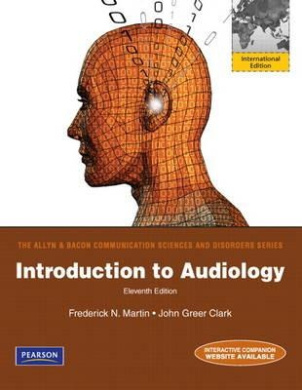 International
Edition
THE ALLYN & BACON COMMUNICATION SCIENCES AND DISORDERS SERIES
Introduction to Audiology
Eleventh Edition
Frederick N. Martin • John Greer Clark
PEARSON
INTERACTIVE COMPANION
WEBSITE AVAILABLE